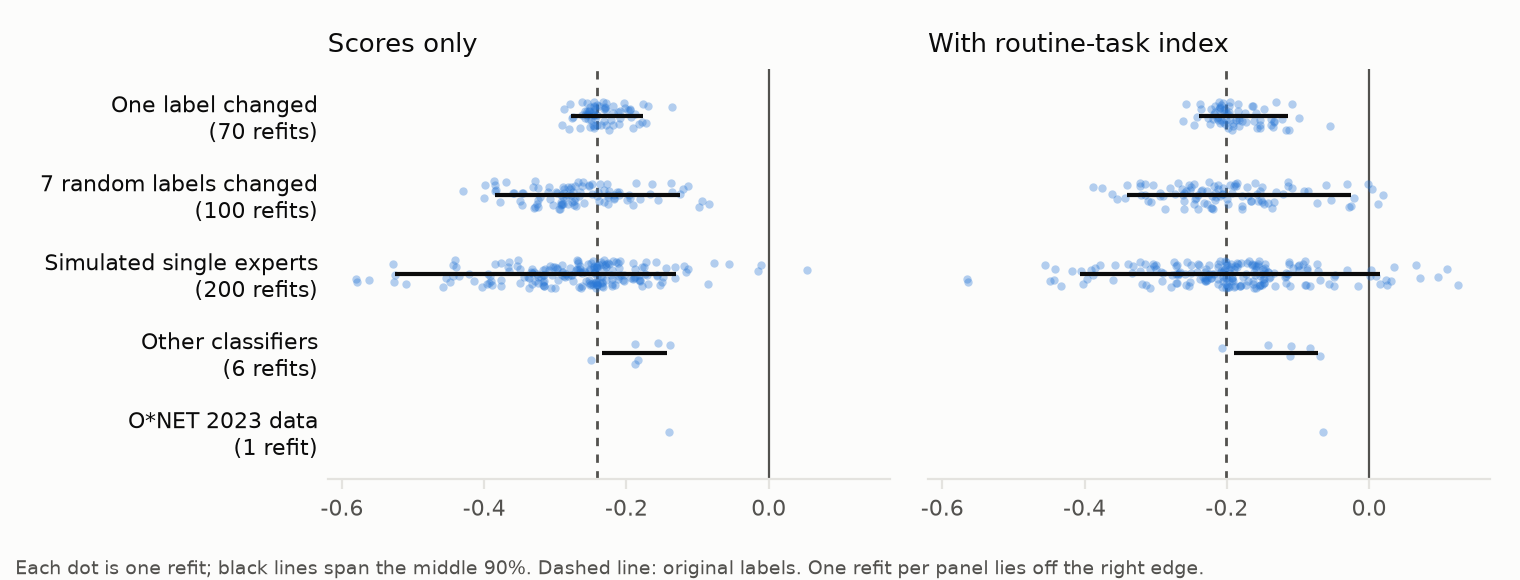 Scores only
With routine-task index
One label changed
(70 refits)
7 random labels changed
(100 refits)
Simulated single experts
(200 refits)
Other classifiers
(6 refits)
O*NET 2023 data
(1 refit)
-0.6 -0.4 -0.2 0.0
-0.6 -0.4 -0.2 0.0
Each dot is one refit; black lines span the middle 90%. Dashed line: original labels. One refit per panel lies off the right edge.